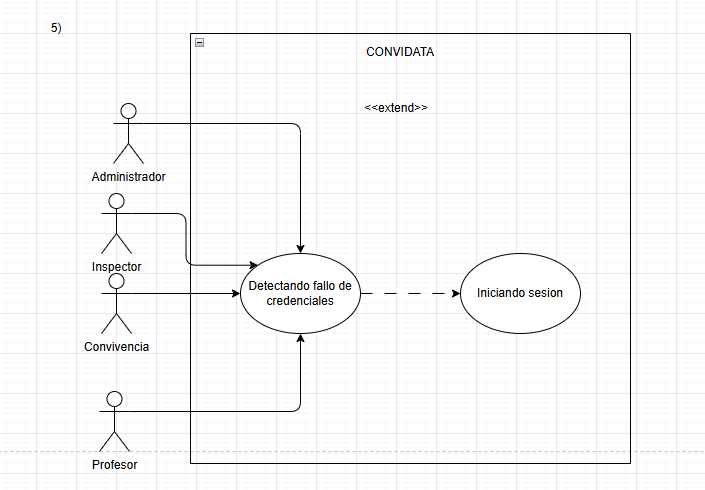 5)
CONVIDATA
<<extend>>
Administrador
Inspector
Detectando fallo de
credenciales
Iniciando sesion
Convivencia
Profesor